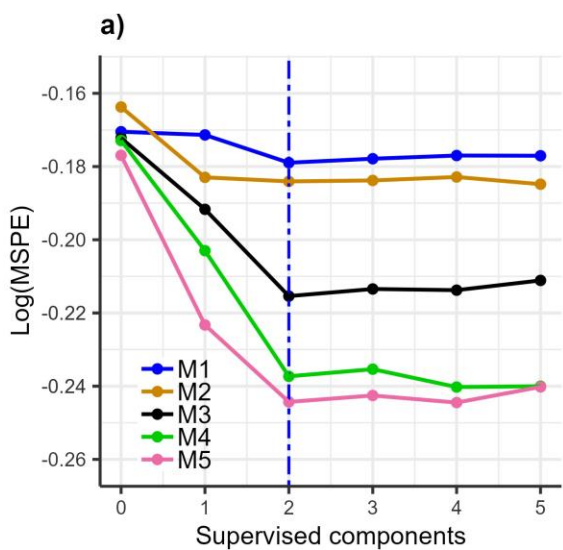 a)
-0.16
-0.18
-0.20
-0.22
-0.24
-0.26
Log(MSPE)
M1
M2
M3
M4
M5
0 1 2 3 4 5
Supervised components